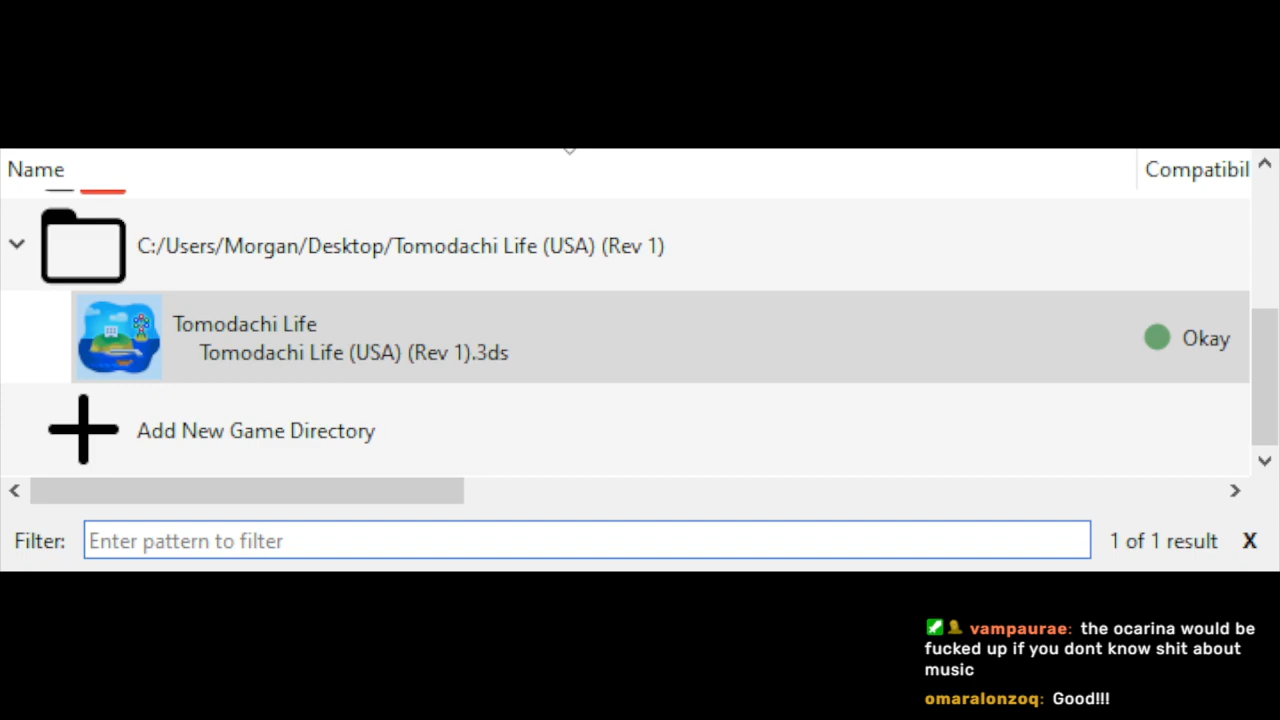 Name
Compatibil
C:/Users/Morgan/Desktop/Tomodachi Life (USA) (Rev 1)
Tomodachi Life
Tomodachi Life (USA) (Rev 1).3ds
Okay
Add New Game Directory
Filter:
Enter pattern to filter
1 of 1 result
X
vampaurae: the ocarina would be
fucked up if you dont know shit about
music
omaralonzoq: Good!!!